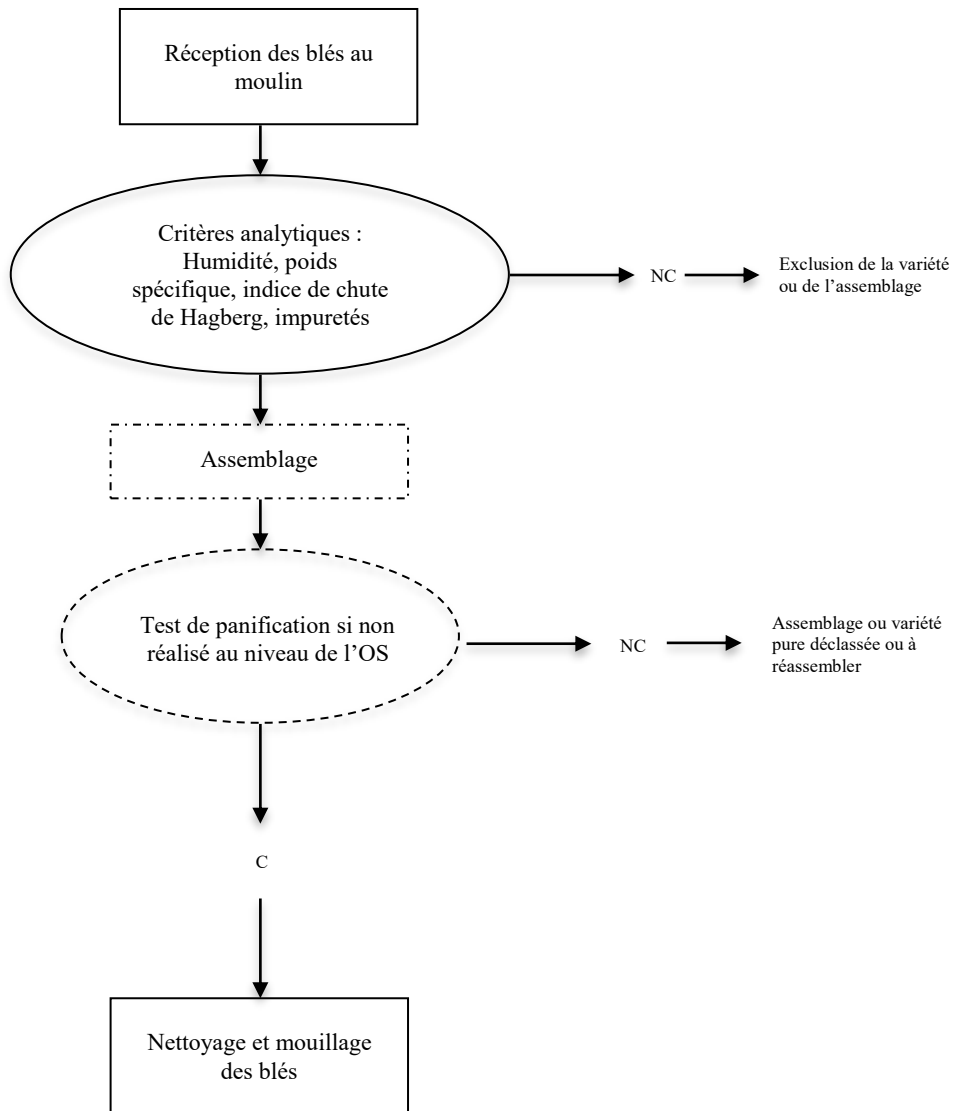 Réception des blés au
moulin
Critères analytiques :
Humidité, poids
spécifique, indice de chute
de Hagberg, impuretés
NC
Exclusion de la variété
ou de l’assemblage
Assemblage
Test de panification si non
réalisé au niveau de l’OS
NC
Assemblage ou variété
pure déclassée ou à
réassembler
C
Nettoyage et mouillage
des blés